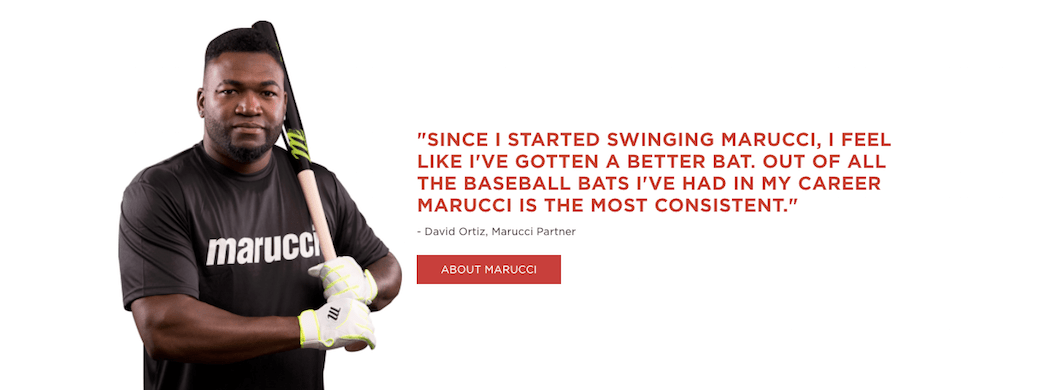 marucci
"SINCE I STARTED SWINGING MARUCCI, I FEEL
LIKE I'VE GOTTEN A BETTER BAT. OUT OF ALL
THE BASEBALL BATS I'VE HAD IN MY CAREER
MARUCCI IS THE MOST CONSISTENT."
- David Ortiz, Marucci Partner
ABOUT MARUCCI